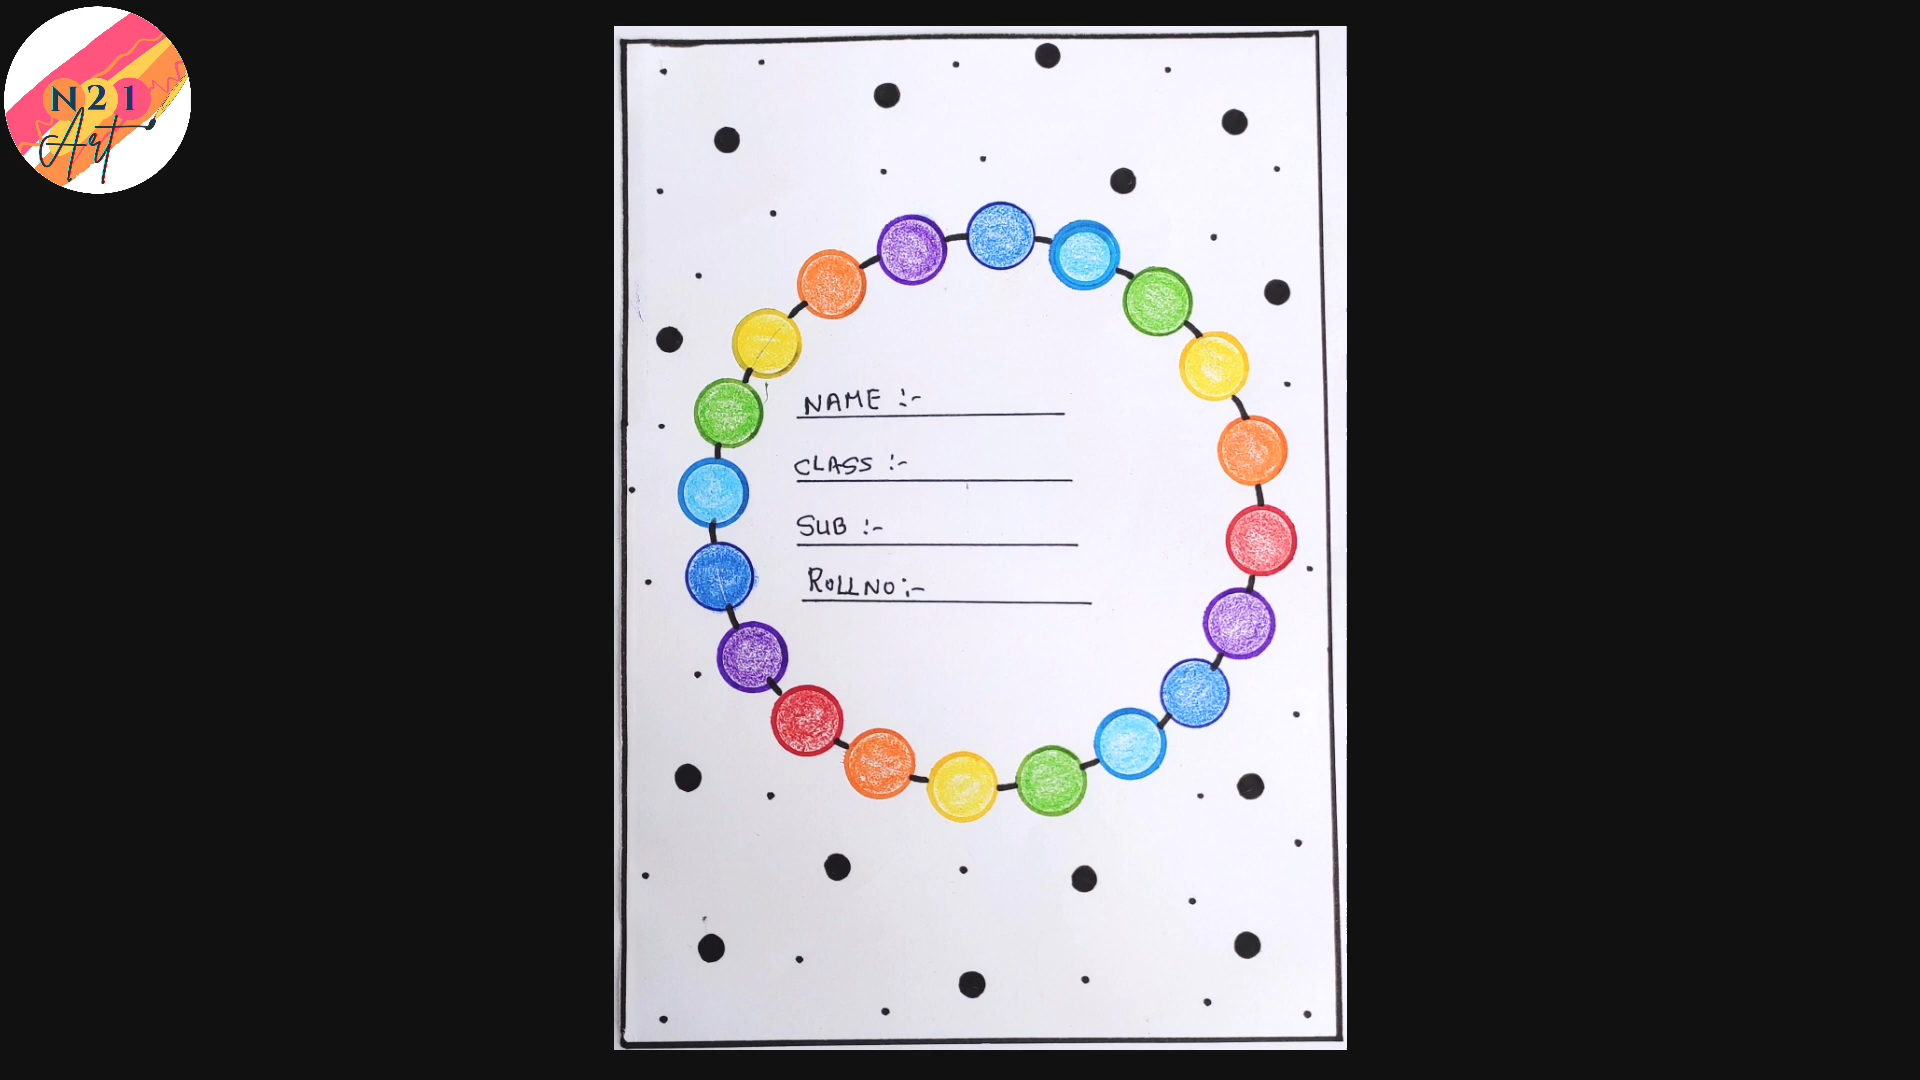 N21
Art
NAME :-
CLASS :-
SUB :-
ROLLNO :-